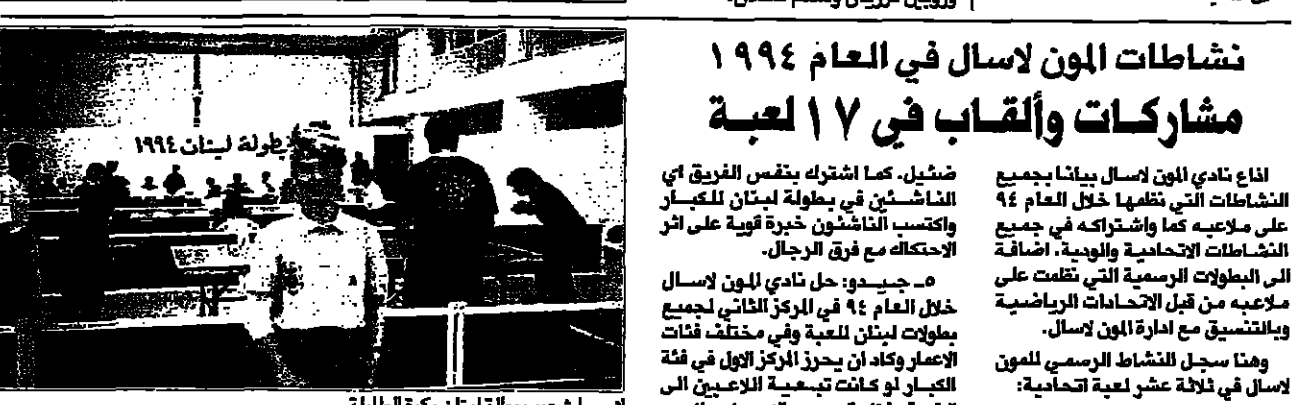 نشاطات المون لاسال في العام ١٩٩٤
مشاركات وألقاب في ١٧ لعبة
اذاع نادي المون لاسال بيانا بجميع
النشاطات التي نظمها خلال العام ٩٤
على ملاعبه كما واشتراكه في جميع
النشاطات الاتحادية والودية. اضافة
الى البطولات الرسمية التي نظمت على
ملاعبه من قبل الاتحادات الرياضية
وبالتنسيق مع ادارة المون لاسال.
وهنا سجل النشاط الرسمي للمون
لاسال في ثلاثة عشر لعبة اتحادية:
ضئيل. كما اشترك بنفس الفريق اي
الناشئين في بطولة لبنان للكبار
واكتسب الناشئون خبرة قوية على اثر
الاحتكاك مع فرق الرجال.
٥ـ جيدو: حل نادي المون لاسال
خلال العام ٩٤ في المركز الثاني لجميع
بطولات لبنان للعبة وفي مختلف فئات
الاعمار وكاد ان يحرز المركز الاول في فئة
الكبار لو كانت تبعية اللاعبين الى
بطولة لبنان ١٩٩٤